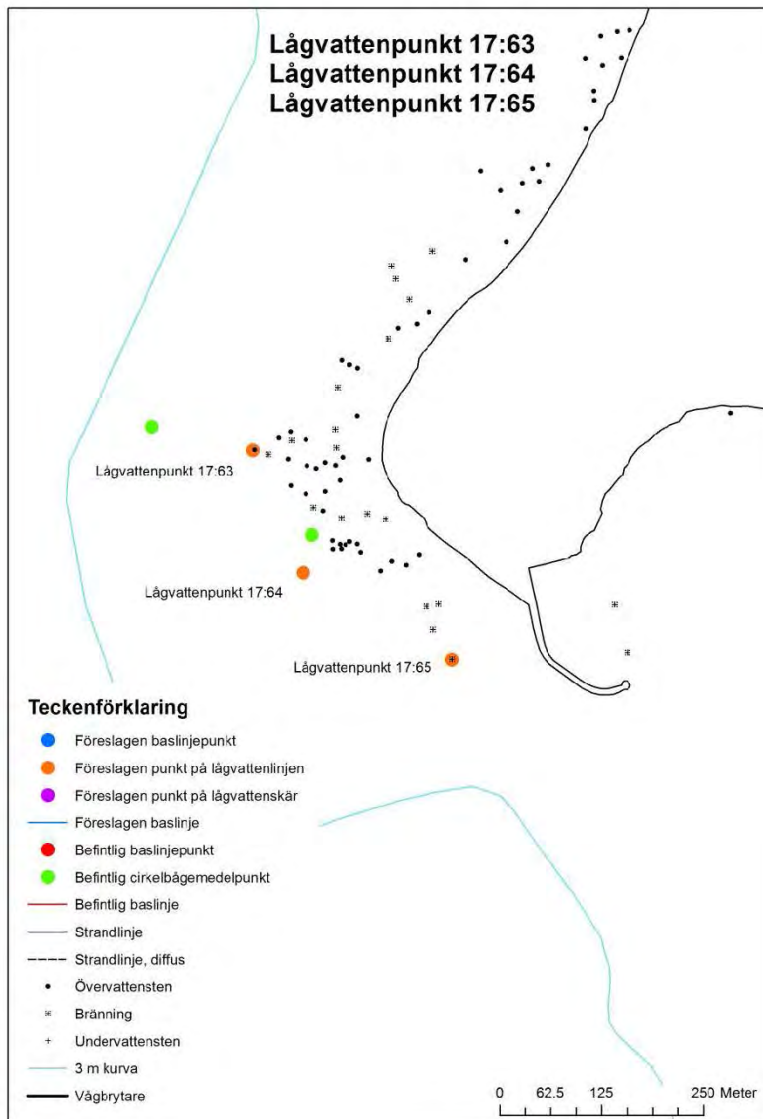 Lågvattenpunkt 17:63
Lågvattenpunkt 17:64
Lågvattenpunkt 17:65
Lågvattenpunkt 17:63
Lågvattenpunkt 17:64
Lågvattenpunkt 17:65
Teckenförklaring
Föreslagen baslinjepunkt
Föreslagen punkt på lågvattenlinjen
Föreslagen punkt på lågvattenskär
Föreslagen baslinje
Befintlig baslinjepunkt
Befintlig cirkelbågemedelpunkt
Befintlig baslinje
Strandlinje
Strandlinje, diffus
Övervattensten
Bränning
Undervattensten
3 m kurva
Vågbrytare
0 62.5 125 250 Meter